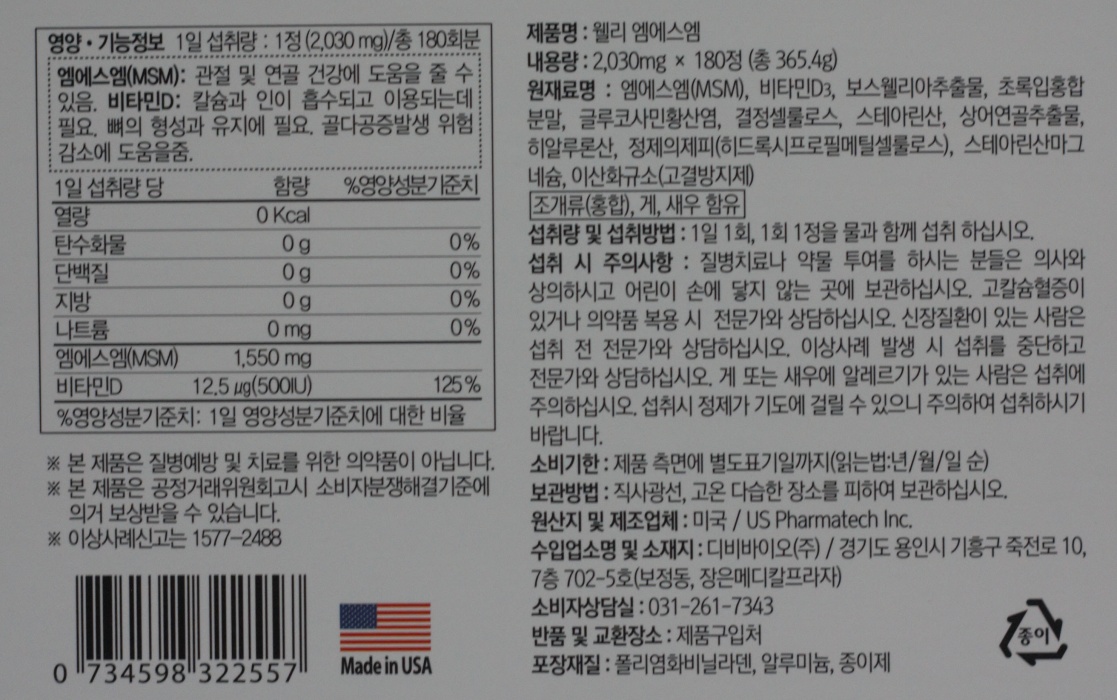 영양・기능정보 1일 섭취량 : 1정(2,030 mg)/총 180회분
엠에스엠(MSM): 관절 및 연골 건강에 도움을 줄 수
있음. 비타민D: 칼슘과 인이 흡수되고 이용되는데
필요. 뼈의 형성과 유지에 필요. 골다공증발생 위험
감소에 도움을줌.
1일 섭취량 당 함량 %영양성분기준치
열량 0 Kcal
탄수화물 0 g 0%
단백질 0 g 0%
지방 0 g 0%
나트륨 0 mg 0%
엠에스엠(MSM) 1,550 mg
비타민D 12.5 µg(500IU) 125%
%영양성분기준치: 1일 영양성분기준치에 대한 비율
※ 본 제품은 질병예방 및 치료를 위한 의약품이 아닙니다.
※ 본 제품은 공정거래위원회고시 소비자분쟁해결기준에
의거 보상받을 수 있습니다.
※ 이상사례신고는 1577-2488
0 734598 322557
Made in USA
제품명 : 웰리 엠에스엠
내용량 : 2,030mg × 180정 (총 365.4g)
원재료명 : 엠에스엠(MSM), 비타민D3, 보스웰리아추출물, 초록입홍합
분말, 글루코사민황산염, 결정셀룰로스, 스테아린산, 상어연골추출물,
히알루론산, 정제의제피(히드록시프로필메틸셀룰로스), 스테아린산마그
네슘, 이산화규소(고결방지제)
조개류(홍합), 게, 새우 함유
섭취량 및 섭취방법 : 1일 1회, 1회 1정을 물과 함께 섭취 하십시오.
섭취 시 주의사항 : 질병치료나 약물 투여를 하시는 분들은 의사와
상의하시고 어린이 손에 닿지 않는 곳에 보관하십시오. 고칼슘혈증이
있거나 의약품 복용 시 전문가와 상담하십시오. 신장질환이 있는 사람은
섭취 전 전문가와 상담하십시오. 이상사례 발생 시 섭취를 중단하고
전문가와 상담하십시오. 게 또는 새우에 알레르기가 있는 사람은 섭취에
주의하십시오. 섭취시 정제가 기도에 걸릴 수 있으니 주의하여 섭취하시기
바랍니다.
소비기한 : 제품 측면에 별도표기일까지(읽는법:년/월/일 순)
보관방법 : 직사광선, 고온 다습한 장소를 피하여 보관하십시오.
원산지 및 제조업체 : 미국 / US Pharmatech Inc.
수입업소명 및 소재지 : 디비바이오(주) / 경기도 용인시 기흥구 죽전로 10,
7층 702-5호(보정동, 장은메디칼프라자)
소비자상담실 : 031-261-7343
반품 및 교환장소 : 제품구입처
포장재질 : 폴리염화비닐라덴, 알루미늄, 종이제
종이